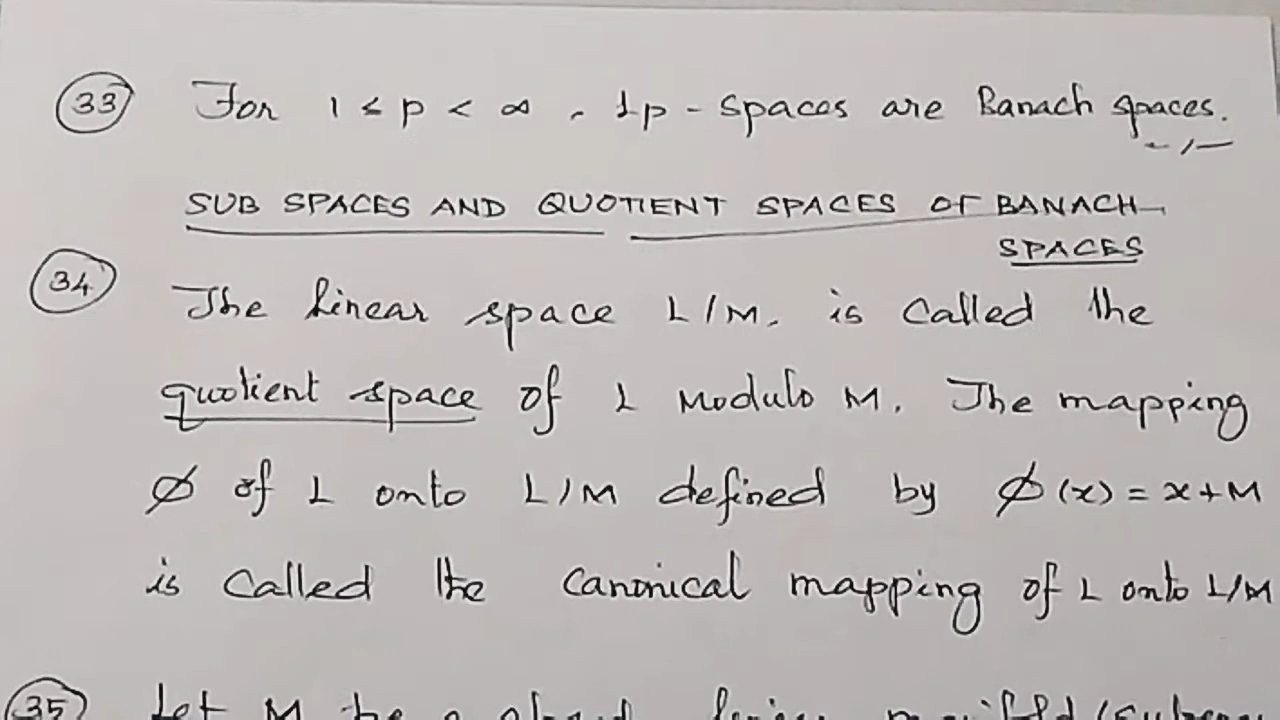 33 For 1 ≤ p < ∞, Lp - spaces are Banach spaces.
SUB SPACES AND QUOTIENT SPACES OF BANACH
SPACES
34 The linear space L/M, is called the
quotient space of L modulo M. The mapping
ϕ of L onto L/M defined by ϕ(x) = x+M
is called the canonical mapping of L onto L/M
35 Let M be a closed linear